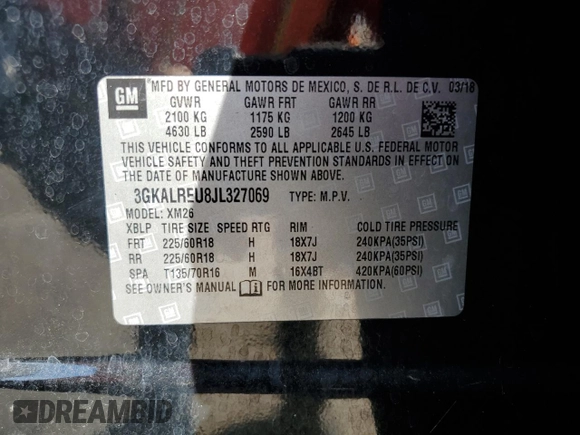 GM
MFD BY GENERAL MOTORS DE MEXICO, S. DE R.L. DE C.V. 03/18
GVWR GAWR FRT GAWR RR
2100 KG 1175 KG 1200 KG
4630 LB 2590 LB 2645 LB
THIS VEHICLE CONFORMS TO ALL APPLICABLE U.S. FEDERAL MOTOR
VEHICLE SAFETY AND THEFT PREVENTION STANDARDS IN EFFECT ON
THE DATE OF MANUFACTURE SHOWN ABOVE.
3GKALREU8JL327069 TYPE: M.P.V.
MODEL: XM26
XBLP TIRE SIZE SPEED RTG RIM COLD TIRE PRESSURE
FRT 225/60R18 H 18X7J 240KPA(35PSI)
RR 225/60R18 H 18X7J 240KPA(35PSI)
SPA T135/70R16 M 16X4BT 420KPA(60PSI)
SEE OWNER'S MANUAL FOR MORE INFORMATION
DREAMBID